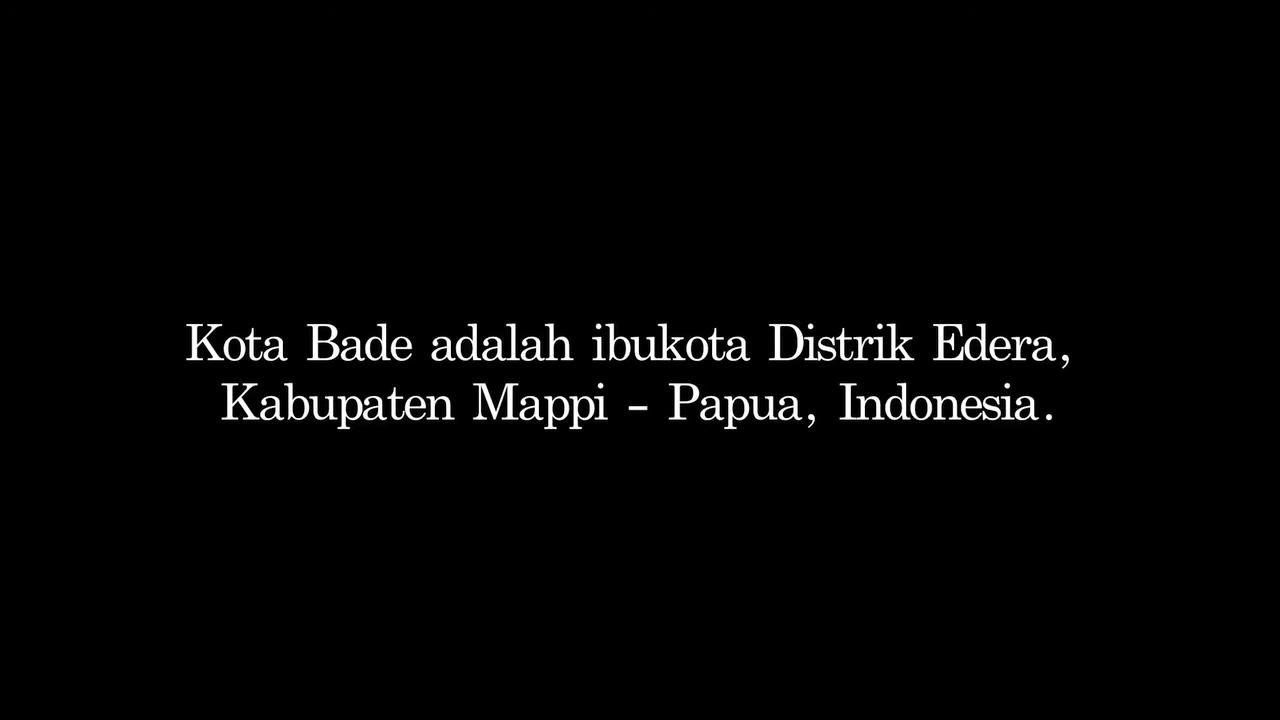 Kota Bade adalah ibukota Distrik Edera,
Kabupaten Mappi - Papua, Indonesia.